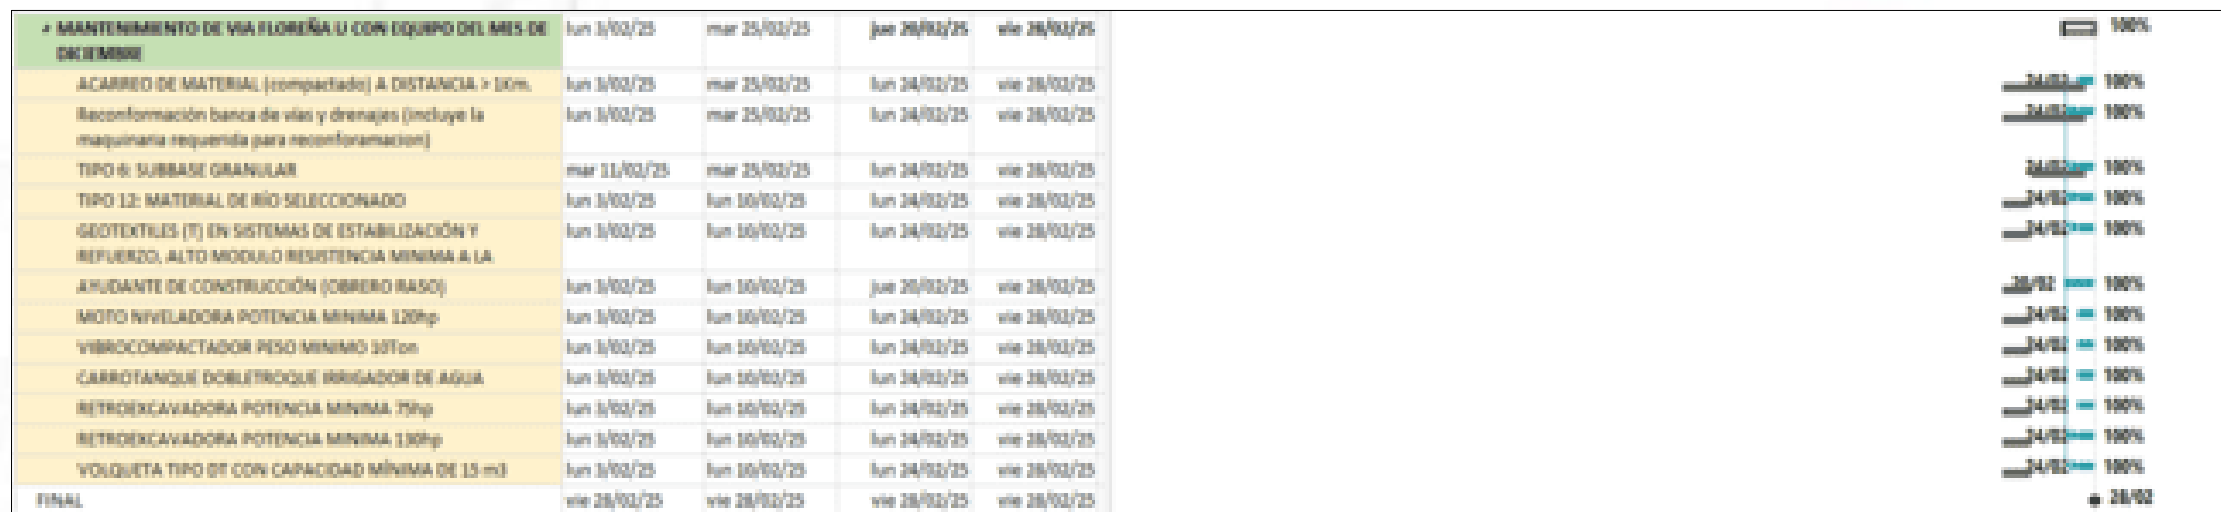 MANTENIMIENTO DE VIA FLOREÑA U CON EQUIPO DEL MES DE lun 3/02/25 mar 25/02/25 jue 20/02/25 vie 28/02/25 100%
DICIEMBRE
ACARREO DE MATERIAL (compactado) A DISTANCIA > 1Km. lun 3/02/25 mar 25/02/25 lun 24/02/25 vie 28/02/25 24/02 100%
Reconformación banca de vías y drenajes (incluye la lun 3/02/25 mar 25/02/25 lun 24/02/25 vie 28/02/25 24/02 100%
maquinaria requerida para reconforamacion)
TIPO 6: SUBBASE GRANULAR mar 11/02/25 mar 25/02/25 lun 24/02/25 vie 28/02/25 24/02 100%
TIPO 12: MATERIAL DE RÍO SELECCIONADO lun 3/02/25 lun 10/02/25 lun 24/02/25 vie 28/02/25 24/02 100%
GEOTEXTILES (T) EN SISTEMAS DE ESTABILIZACIÓN Y lun 3/02/25 lun 10/02/25 lun 24/02/25 vie 28/02/25 24/02 100%
REFUERZO, ALTO MODULO RESISTENCIA MINIMA A LA
AYUDANTE DE CONSTRUCCIÓN (OBRERO RASO) lun 3/02/25 lun 10/02/25 jue 20/02/25 vie 28/02/25 20/02 100%
MOTO NIVELADORA POTENCIA MINIMA 120hp lun 3/02/25 lun 10/02/25 lun 24/02/25 vie 28/02/25 24/02 100%
VIBROCOMPACTADOR PESO MINIMO 10Ton lun 3/02/25 lun 10/02/25 lun 24/02/25 vie 28/02/25 24/02 100%
CARROTANQUE DOBLETROQUE IRRIGADOR DE AGUA lun 3/02/25 lun 10/02/25 lun 24/02/25 vie 28/02/25 24/02 100%
RETROEXCAVADORA POTENCIA MINIMA 75hp lun 3/02/25 lun 10/02/25 lun 24/02/25 vie 28/02/25 24/02 100%
RETROEXCAVADORA POTENCIA MINIMA 130hp lun 3/02/25 lun 10/02/25 lun 24/02/25 vie 28/02/25 24/02 100%
VOLQUETA TIPO DT CON CAPACIDAD MÍNIMA DE 15 m3 lun 3/02/25 lun 10/02/25 lun 24/02/25 vie 28/02/25 24/02 100%
FINAL vie 28/02/25 vie 28/02/25 vie 28/02/25 vie 28/02/25 28/02